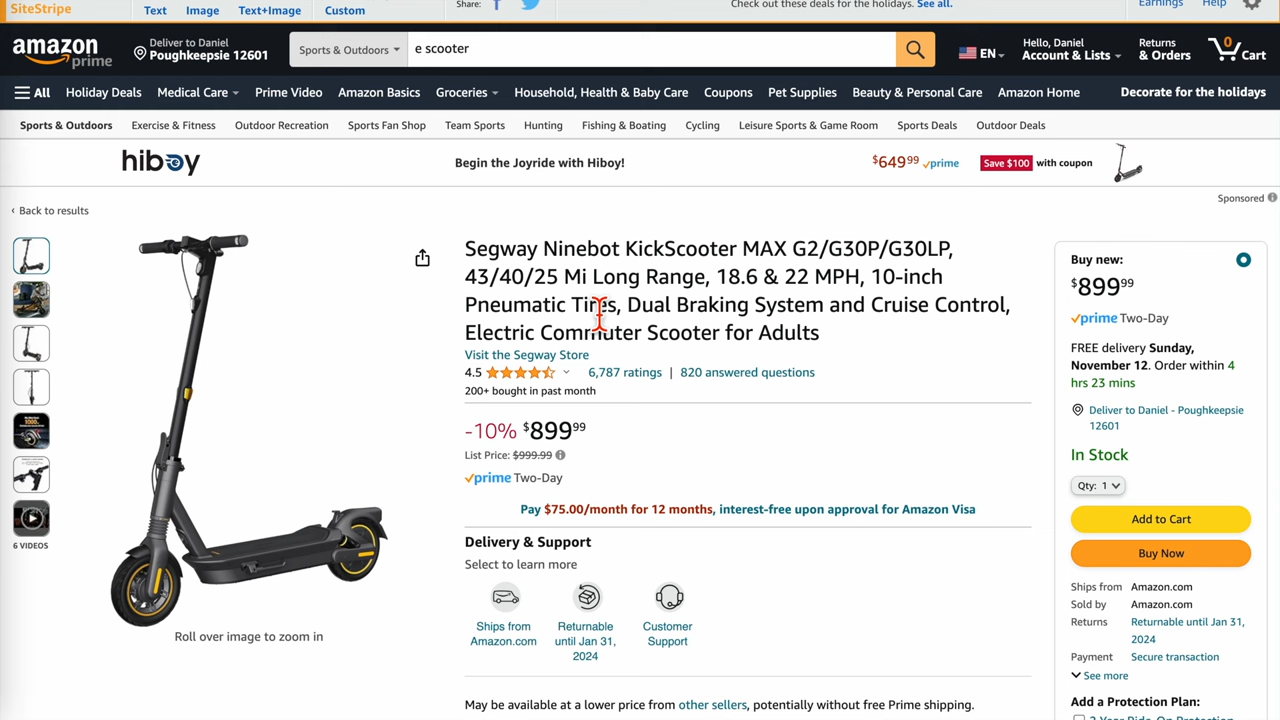 SiteStripe
Text
Image
Text+Image
Custom
Share:
Check out these deals for the holidays. See all.
Earnings
Help
amazon
prime
Deliver to Daniel
Poughkeepsie 12601
Sports & Outdoors
e scooter
EN
Hello, Daniel
Account & Lists
Returns
& Orders
0
Cart
All
Holiday Deals
Medical Care
Prime Video
Amazon Basics
Groceries
Household, Health & Baby Care
Coupons
Pet Supplies
Beauty & Personal Care
Amazon Home
Decorate for the holidays
Sports & Outdoors
Exercise & Fitness
Outdoor Recreation
Sports Fan Shop
Team Sports
Hunting
Fishing & Boating
Cycling
Leisure Sports & Game Room
Sports Deals
Outdoor Deals
hiboy
Begin the Joyride with Hiboy!
$649.99 prime
Save $100 with coupon
Sponsored
‹ Back to results
6 VIDEOS
Roll over image to zoom in
Segway Ninebot KickScooter MAX G2/G30P/G30LP,
43/40/25 Mi Long Range, 18.6 & 22 MPH, 10-inch
Pneumatic Tires, Dual Braking System and Cruise Control,
Electric Commuter Scooter for Adults
Visit the Segway Store
4.5
6,787 ratings | 820 answered questions
200+ bought in past month
-10% $899.99
List Price: $999.99
prime Two-Day
Pay $75.00/month for 12 months, interest-free upon approval for Amazon Visa
Delivery & Support
Select to learn more
Ships from
Amazon.com
Returnable
until Jan 31,
2024
Customer
Support
May be available at a lower price from other sellers, potentially without free Prime shipping.
Buy new:
$899.99
prime Two-Day
FREE delivery Sunday,
November 12. Order within 4
hrs 23 mins
Deliver to Daniel - Poughkeepsie
12601
In Stock
Qty: 1
Add to Cart
Buy Now
Ships from Amazon.com
Sold by Amazon.com
Returns Returnable until Jan 31,
2024
Payment Secure transaction
See more
Add a Protection Plan:
2-Year Ride-On Protection